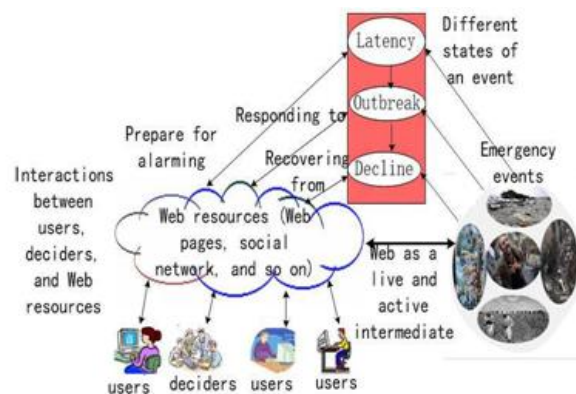 Different
states of
an event
Latency
Outbreak
Decline
Responding to
Prepare for
alarming
Recovering
from
Emergency
events
Interactions
between
users,
deciders,
and Web
resources
Web resources (Web
pages, social
network, and so on)
Web as a
live and
active
intermediate
users
deciders
users
users